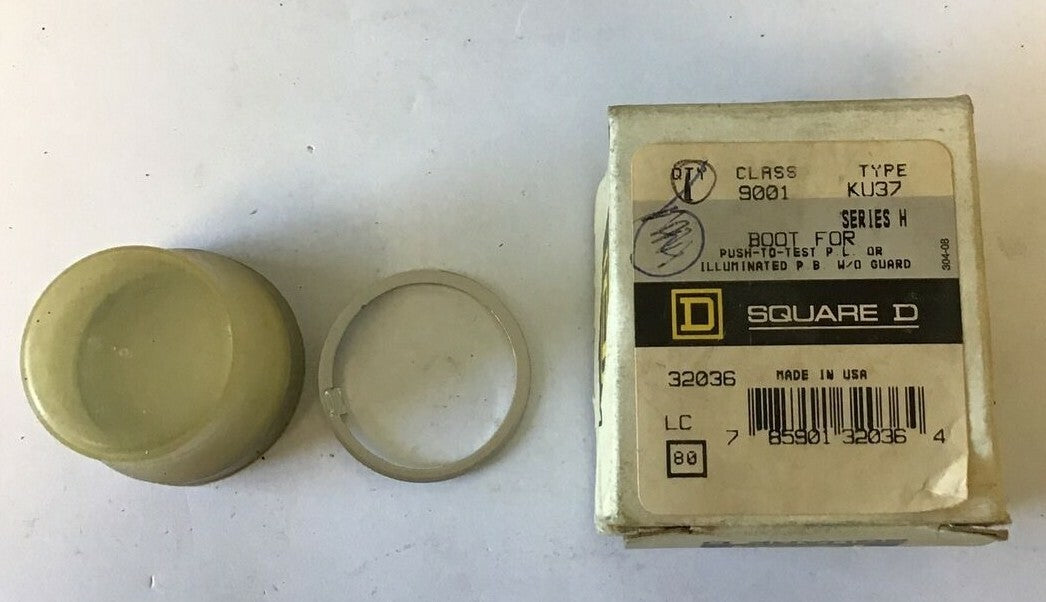 QTY CLASS TYPE
1 9001 KU37
SERIES H
BOOT FOR
PUSH-TO-TEST P L. OR
ILLUMINATED P B W/O GUARD
304-08
D SQUARE D
32036 MADE IN USA
LC
7 85901 32036 4
80